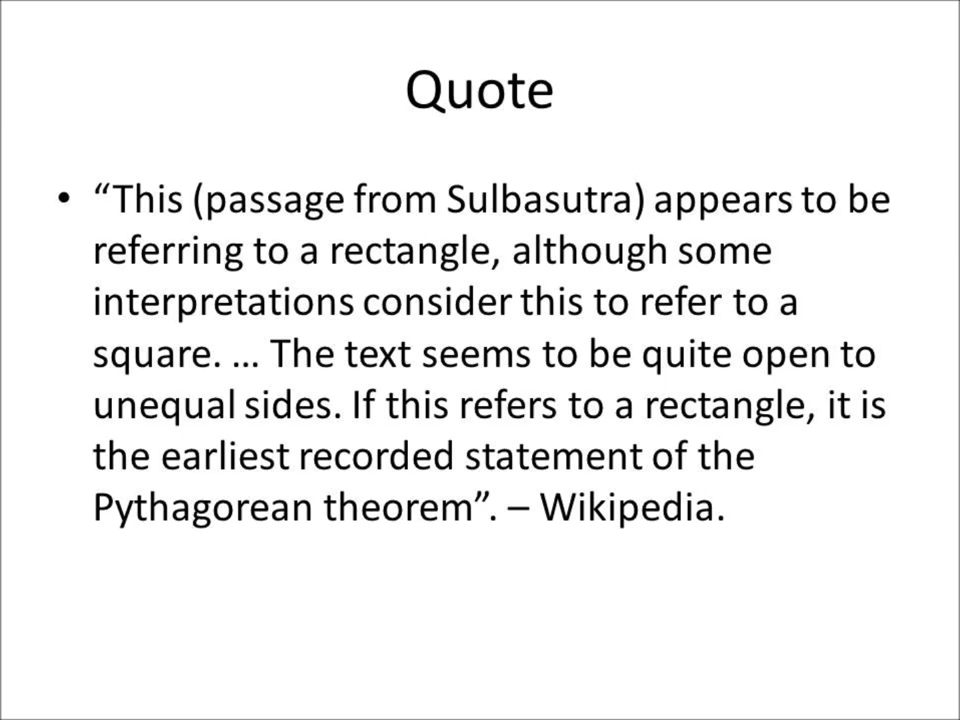 Quote
• “This (passage from Sulbasutra) appears to be
referring to a rectangle, although some
interpretations consider this to refer to a
square. … The text seems to be quite open to
unequal sides. If this refers to a rectangle, it is
the earliest recorded statement of the
Pythagorean theorem”. – Wikipedia.